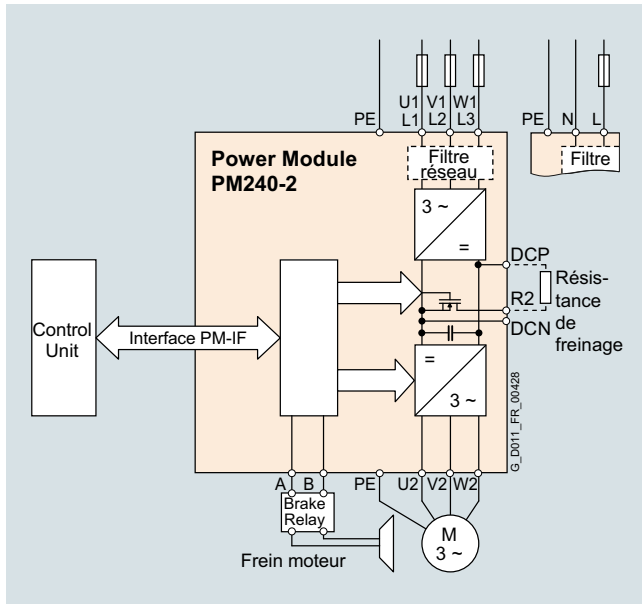 U1 V1 W1
PE L1 L2 L3
PE N L
Power Module
PM240-2
Filtre
réseau
Filtre
3 ~
=
DCP
R2
DCN
Résis-
tance
de
freinage
Control
Unit
Interface PM-IF
=
3 ~
G_D011_FR_00428
A B PE U2 V2 W2
Brake
Relay
M
3 ~
Frein moteur